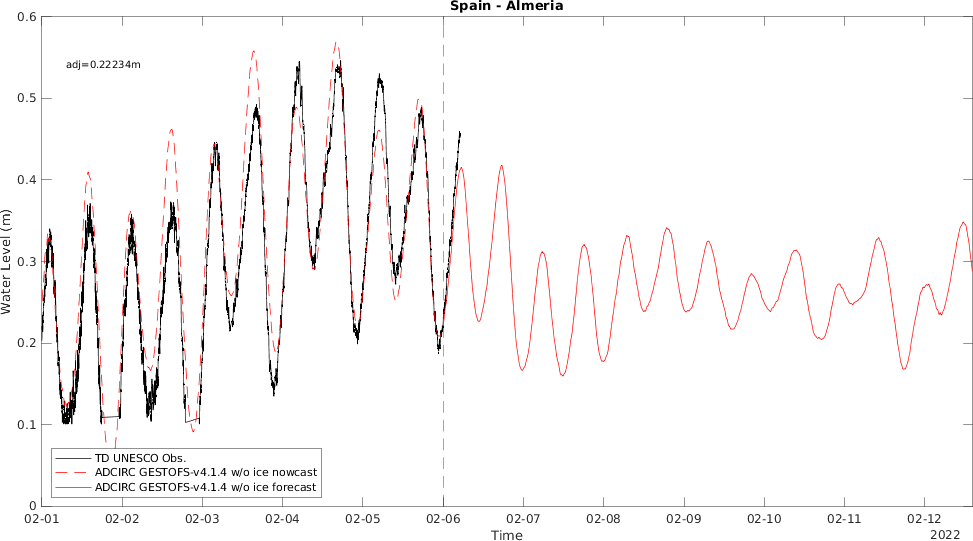 Spain - Almeria
adj=0.22234m
0.6
0.5
0.4
0.3
0.2
0.1
0
Water Level (m)
TD UNESCO Obs.
ADCIRC GESTOFS-v4.1.4 w/o ice nowcast
ADCIRC GESTOFS-v4.1.4 w/o ice forecast
02-01 02-02 02-03 02-04 02-05 02-06 02-07 02-08 02-09 02-10 02-11 02-12
Time
2022